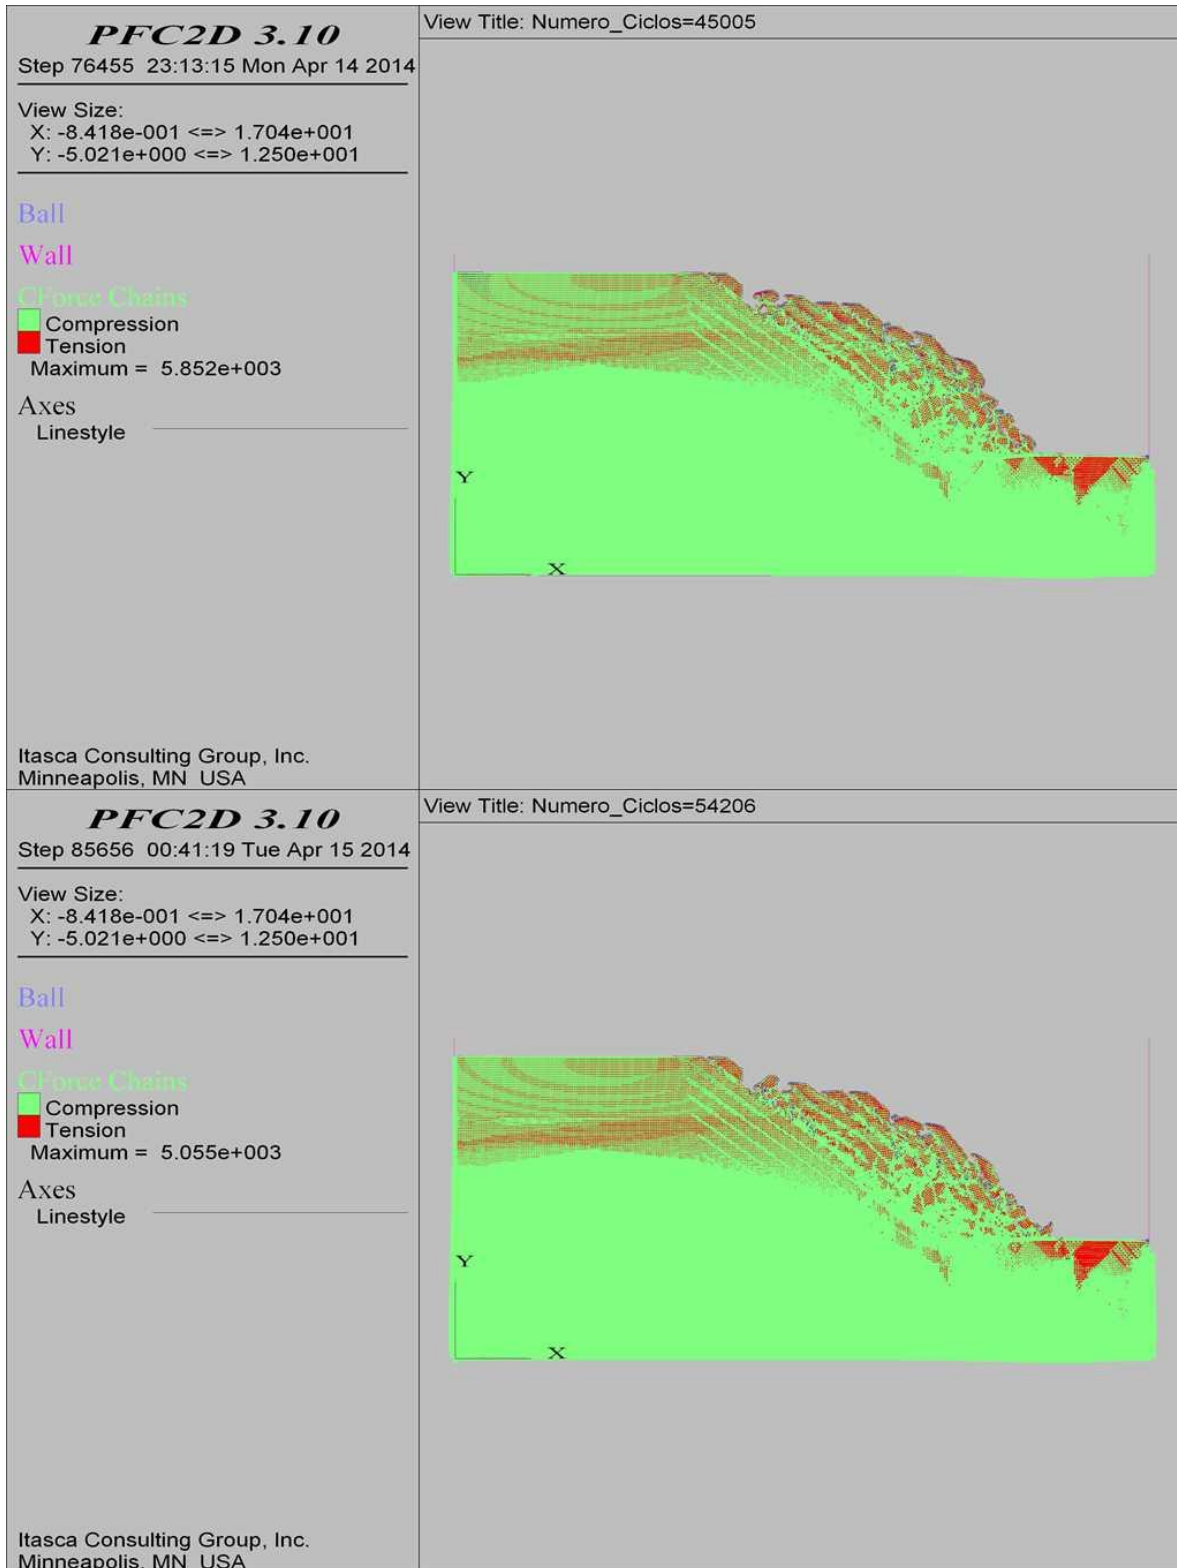 PFC2D 3.10
Step 76455 23:13:15 Mon Apr 14 2014
View Size:
X: -8.418e-001 <=> 1.704e+001
Y: -5.021e+000 <=> 1.250e+001
Ball
Wall
CForce Chains
Compression
Tension
Maximum = 5.852e+003
Axes
Linestyle
Itasca Consulting Group, Inc.
Minneapolis, MN USA
View Title: Numero_Ciclos=45005
Y
X
PFC2D 3.10
Step 85656 00:41:19 Tue Apr 15 2014
View Size:
X: -8.418e-001 <=> 1.704e+001
Y: -5.021e+000 <=> 1.250e+001
Ball
Wall
CForce Chains
Compression
Tension
Maximum = 5.055e+003
Axes
Linestyle
Itasca Consulting Group, Inc.
Minneapolis, MN USA
View Title: Numero_Ciclos=54206
Y
X